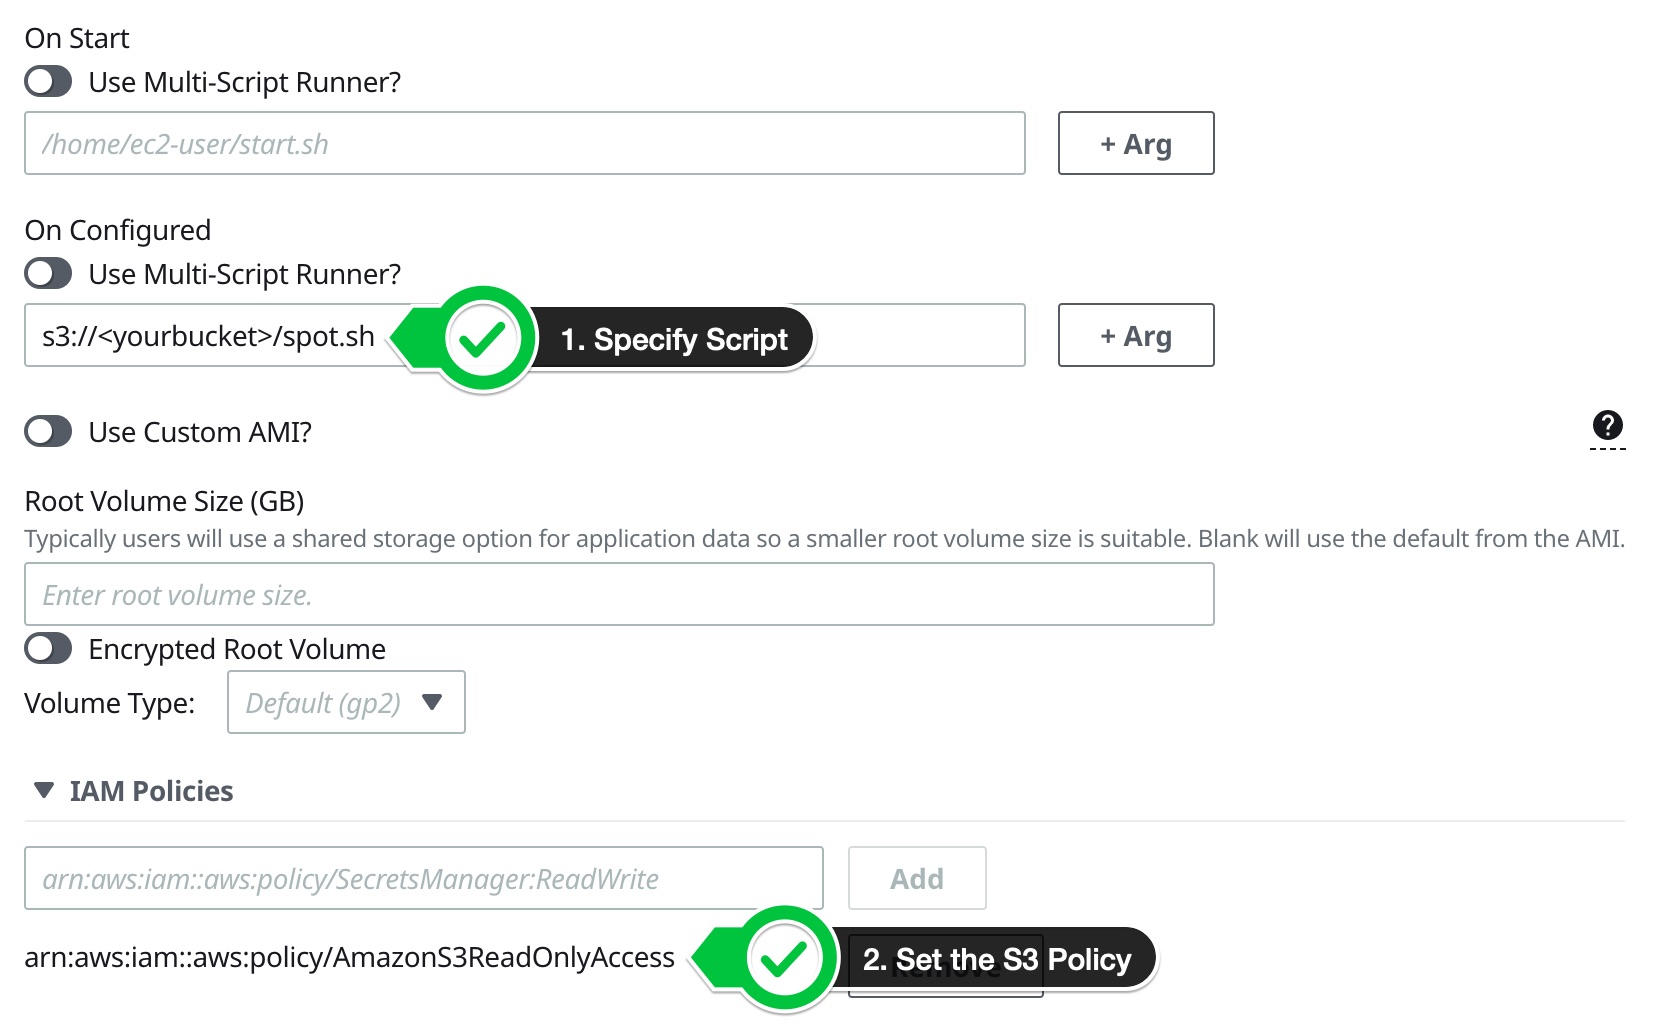 On Start
Use Multi-Script Runner?
/home/ec2-user/start.sh
+ Arg
On Configured
Use Multi-Script Runner?
s3://<yourbucket>/spot.sh
1. Specify Script
+ Arg
Use Custom AMI?
?
Root Volume Size (GB)
Typically users will use a shared storage option for application data so a smaller root volume size is suitable. Blank will use the default from the AMI.
Enter root volume size.
Encrypted Root Volume
Volume Type:
Default (gp2)
IAM Policies
arn:aws:iam::aws:policy/SecretsManager:ReadWrite
Add
arn:aws:iam::aws:policy/AmazonS3ReadOnlyAccess
2. Set the S3 Policy
Remove